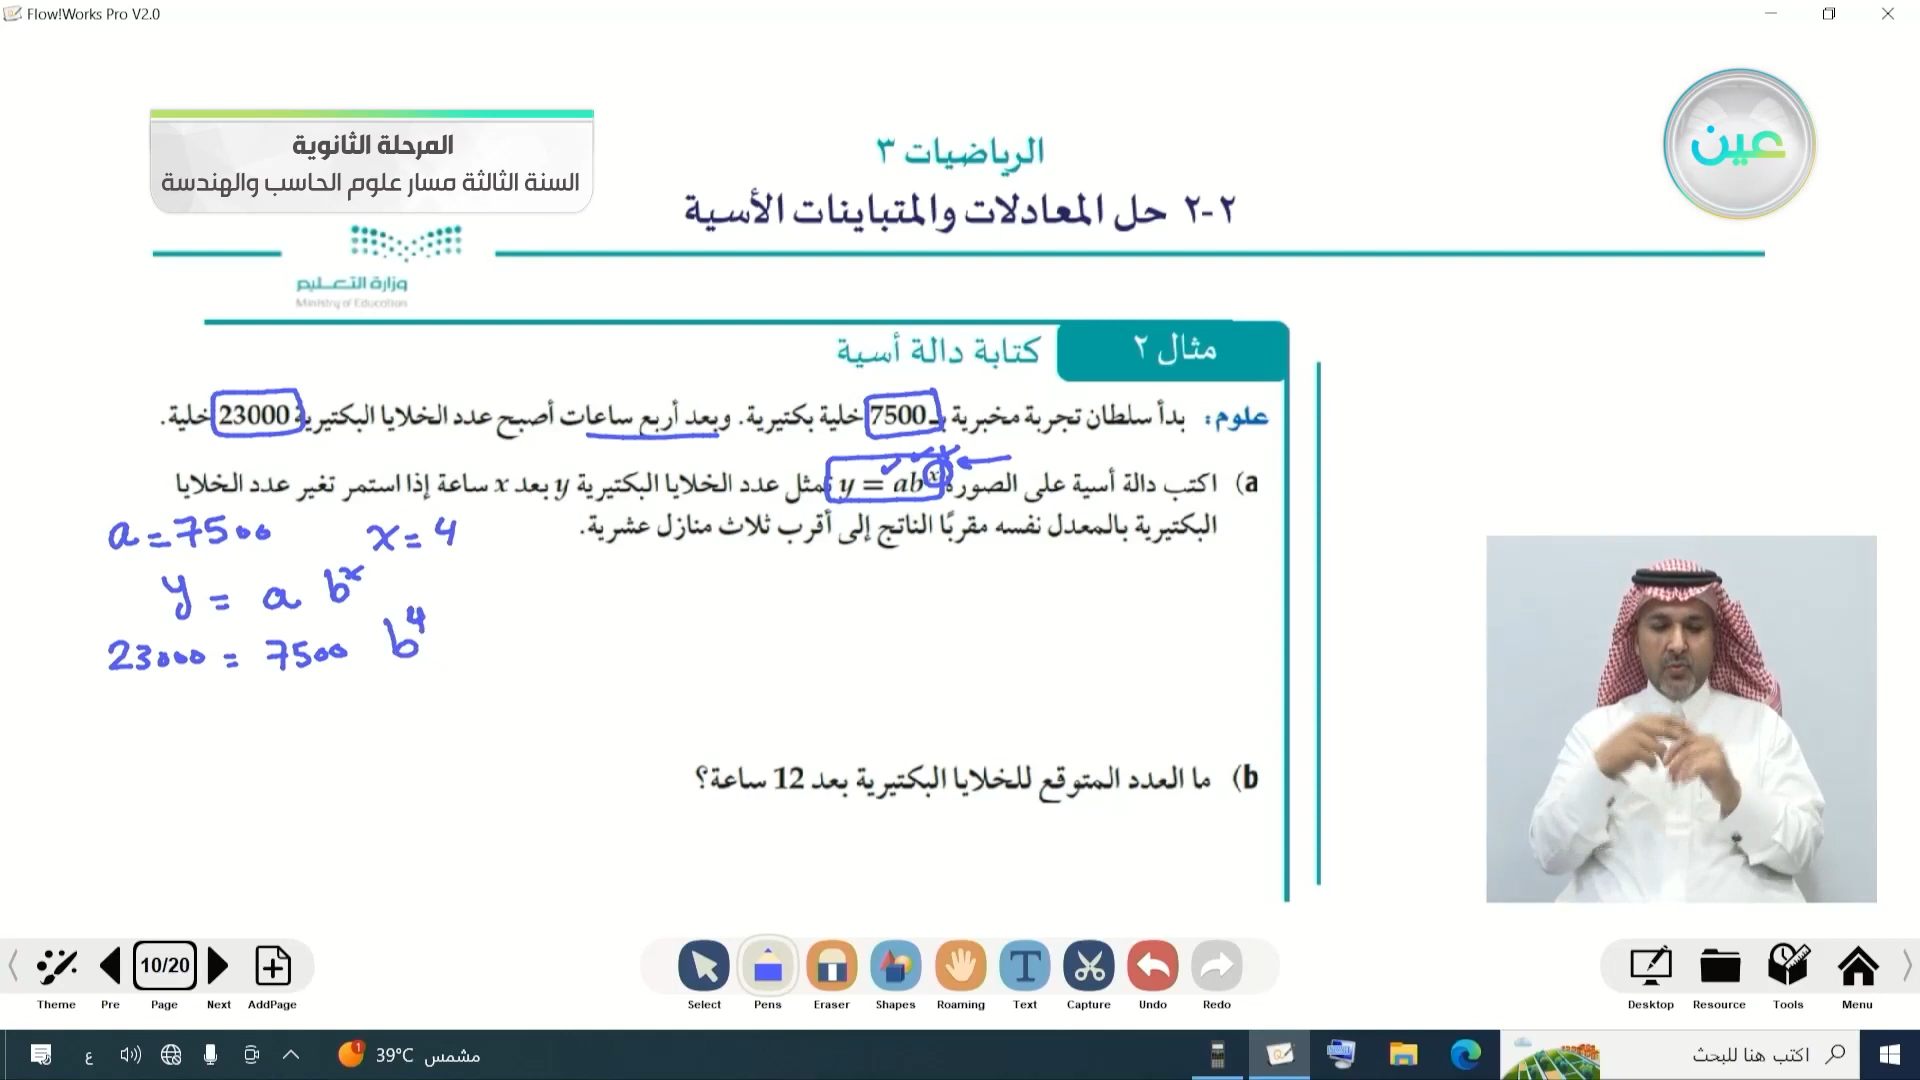 Flow!Works Pro V2.0
المرحلة الثانوية
السنة الثالثة مسار علوم الحاسب والهندسة
الرياضيات ٣
٢-٢ حل المعادلات والمتباينات الأسية
عين
وزارة التعليم
Ministry of Education
مثال ٢ كتابة دالة أسية
علوم: بدأ سلطان تجربة مخبرية بـ 7500 خلية بكتيرية. وبعد أربع ساعات أصبح عدد الخلايا البكتيرية 23000 خلية.
a) اكتب دالة أسية على الصورة y = ab^x تمثل عدد الخلايا البكتيرية y بعد x ساعة إذا استمر تغير عدد الخلايا
البكتيرية بالمعدل نفسه مقربًا الناتج إلى أقرب ثلاث منازل عشرية.
a = 7500 x = 4
y = a b^x
23000 = 7500 b^4
b) ما العدد المتوقع للخلايا البكتيرية بعد 12 ساعة؟
10/20
Theme Pre Page Next AddPage Select Pens Eraser Shapes Roaming Text Capture Undo Redo Desktop Resource Tools Menu
ع 1 39°C مشمس
اكتب هنا للبحث